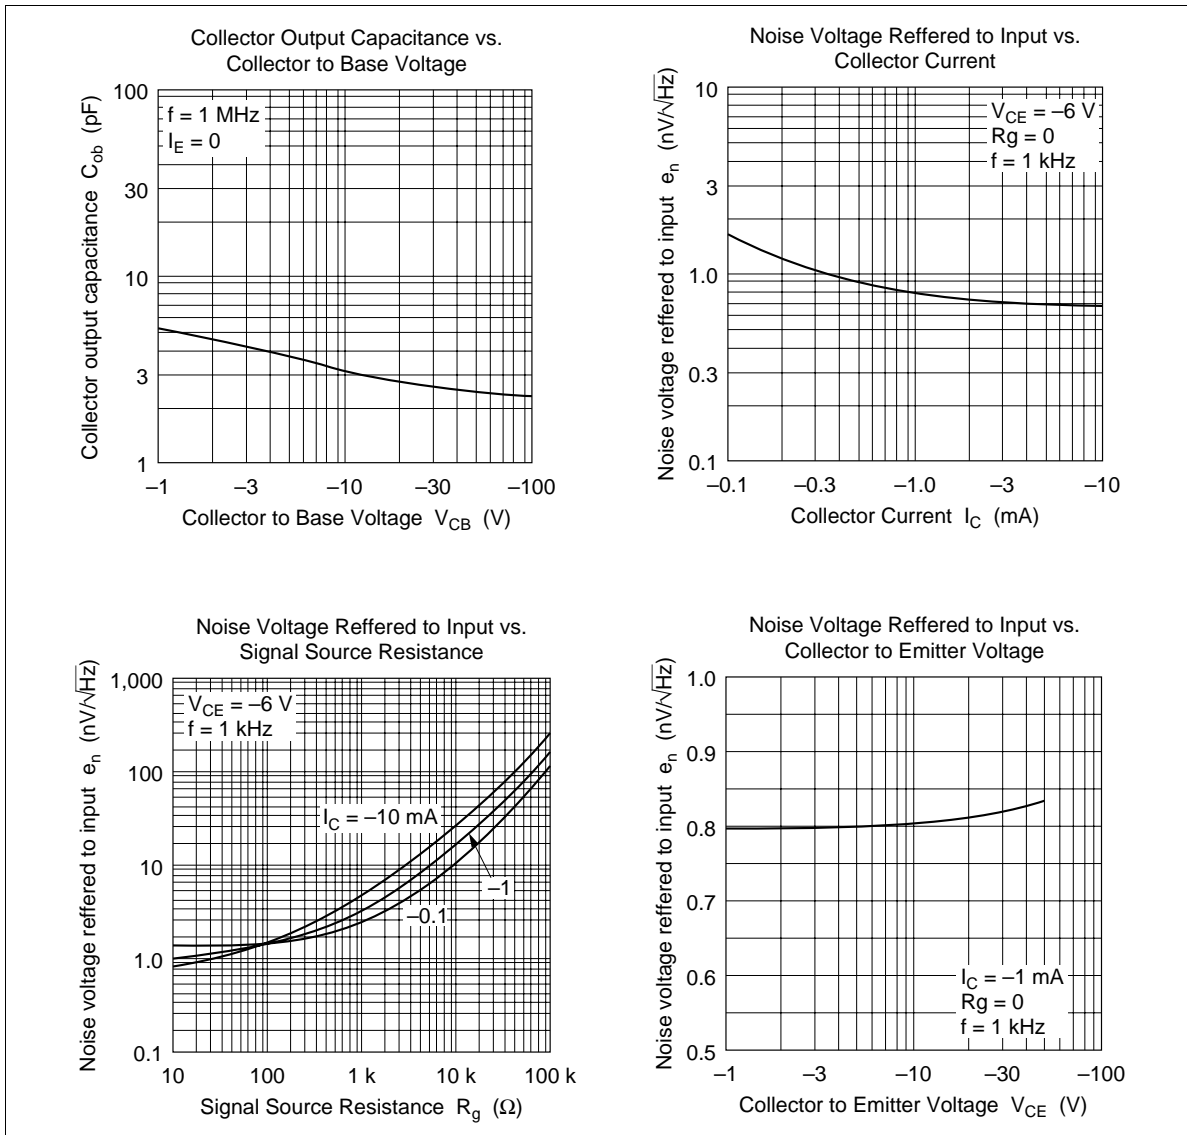 Collector Output Capacitance vs.
Collector to Base Voltage
Collector output capacitance C_ob (pF)
100
30
10
3
1
f = 1 MHz
I_E = 0
–1 –3 –10 –30 –100
Collector to Base Voltage V_CB (V)
Noise Voltage Reffered to Input vs.
Collector Current
Noise voltage reffered to input e_n (nV/√Hz)
10
3
1.0
0.3
0.1
V_CE = –6 V
Rg = 0
f = 1 kHz
–0.1 –0.3 –1.0 –3 –10
Collector Current I_C (mA)
Noise Voltage Reffered to Input vs.
Signal Source Resistance
Noise voltage reffered to input e_n (nV/√Hz)
1,000
100
10
1.0
0.1
V_CE = –6 V
f = 1 kHz
I_C = –10 mA
–1
–0.1
10 100 1 k 10 k 100 k
Signal Source Resistance R_g (Ω)
Noise Voltage Reffered to Input vs.
Collector to Emitter Voltage
Noise voltage reffered to input e_n (nV/√Hz)
1.0
0.9
0.8
0.7
0.6
0.5
I_C = –1 mA
Rg = 0
f = 1 kHz
–1 –3 –10 –30 –100
Collector to Emitter Voltage V_CE (V)